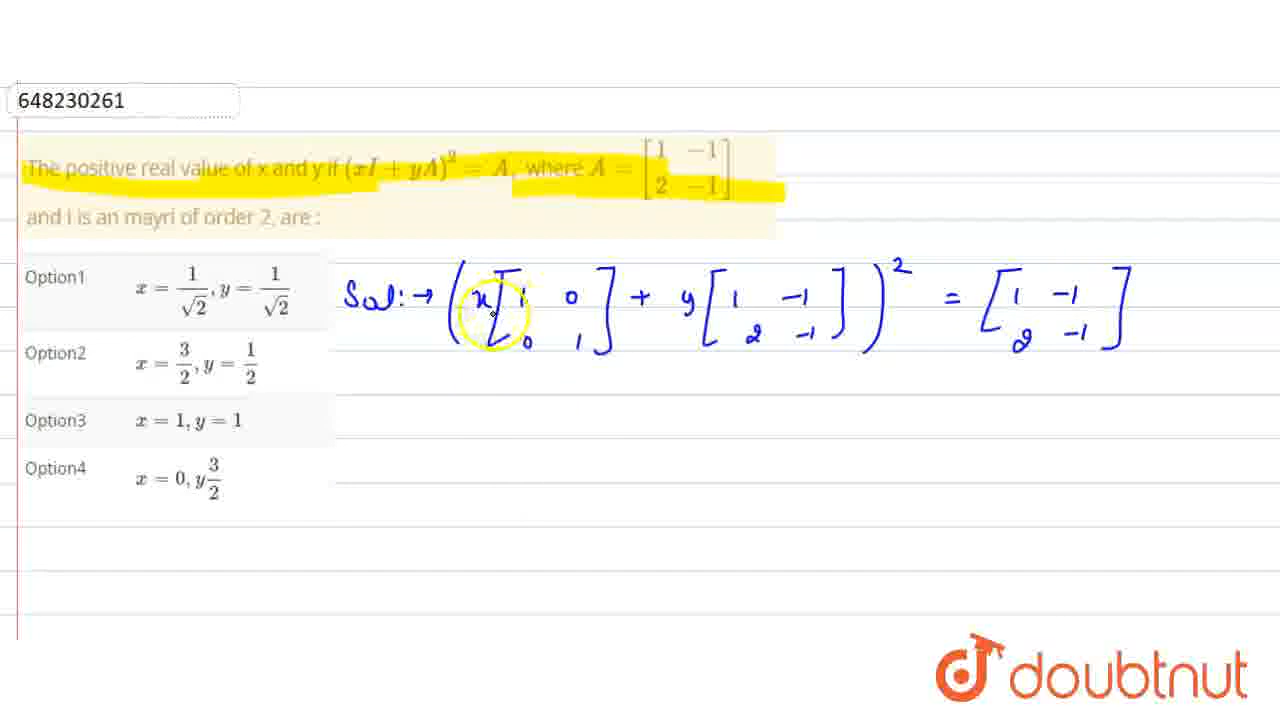 648230261
The positive real value of x and y if (xI + yA)² = A, where A = [1 −1; 2 −1]
and I is an mayri of order 2, are :
Option1 x = 1/√2, y = 1/√2
Option2 x = 3/2, y = 1/2
Option3 x = 1, y = 1
Option4 x = 0, y 3/2
Sol:→ (x[1 0; 0 1] + y[1 −1; 2 −1])² = [1 −1; 2 −1]
doubtnut